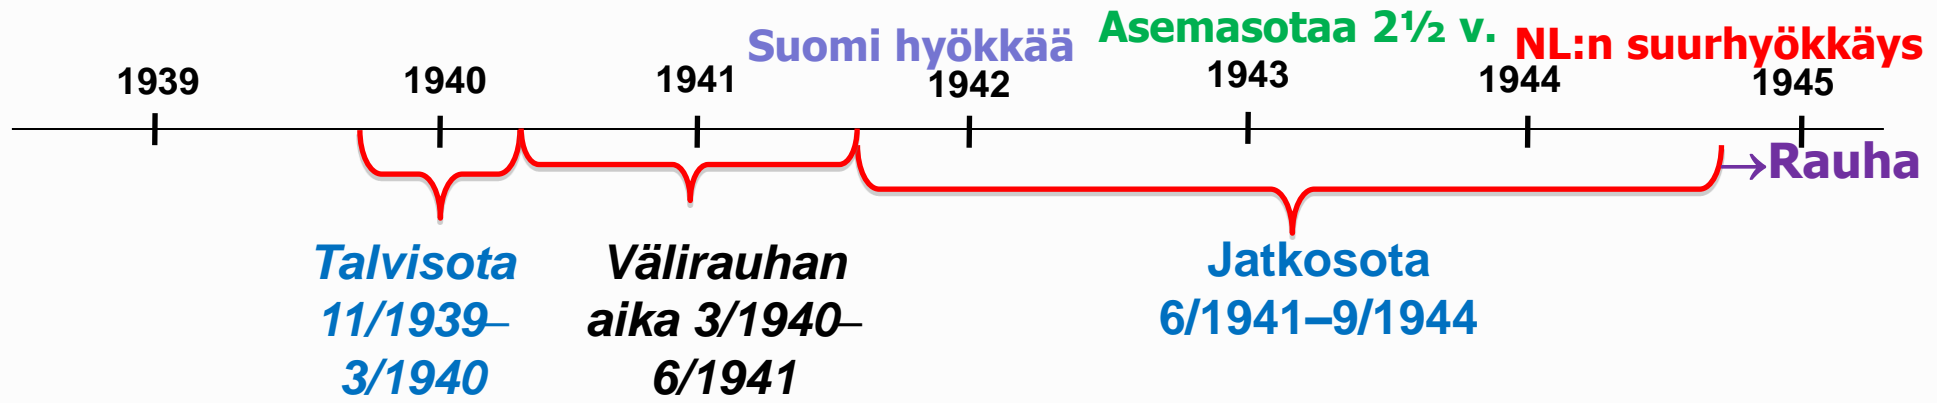 Suomi hyökkää
Asemasotaa 2½ v.
NL:n suurhyökkäys
1939
1940
1941
1942
1943
1944
1945
→Rauha
Talvisota
11/1939–
3/1940
Välirauhan
aika 3/1940–
6/1941
Jatkosota
6/1941–9/1944